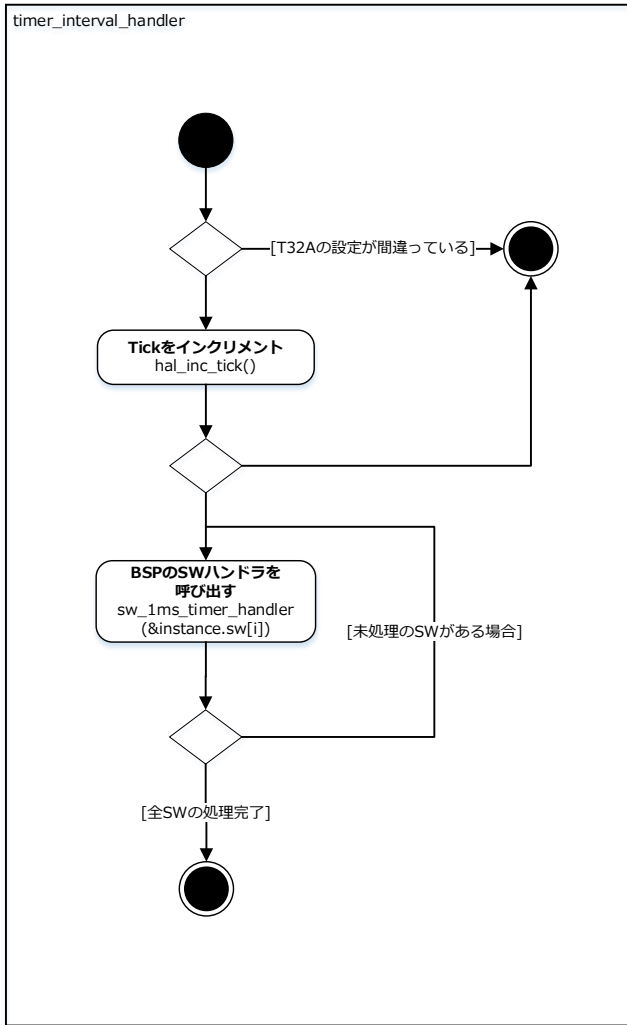 timer_interval_handler
[T32Aの設定が間違っている]
Tickをインクリメント
hal_inc_tick()
BSPのSWハンドラを
呼び出す
sw_1ms_timer_handler
(&instance.sw[i])
[未処理のSWがある場合]
[全SWの処理完了]